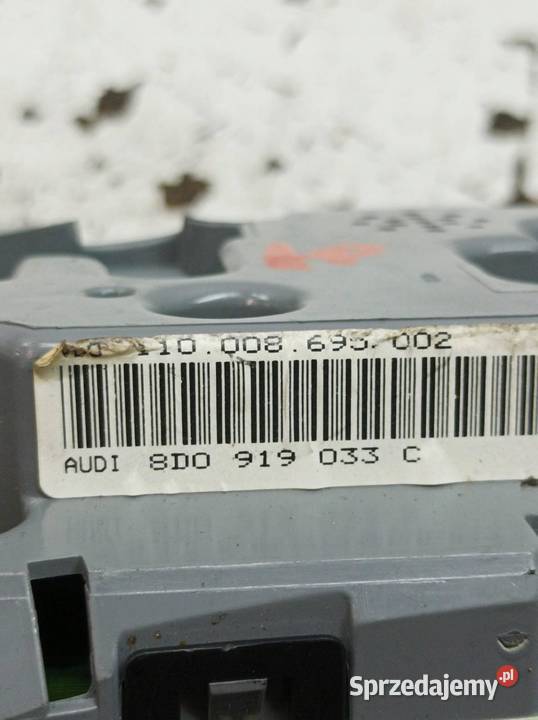 110.008.695.002
AUDI 8D0 919 033 C
Sprzedajemy.pl